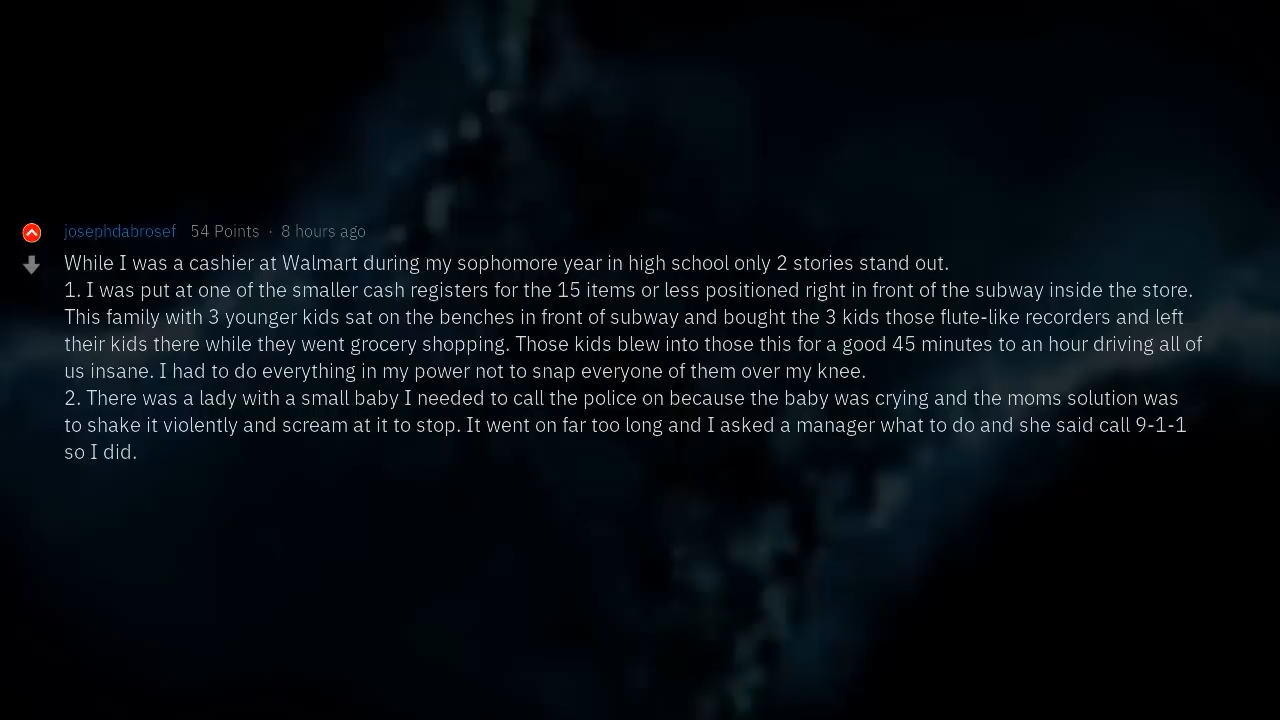 josephdabrosef 54 Points · 8 hours ago
While I was a cashier at Walmart during my sophomore year in high school only 2 stories stand out.
1. I was put at one of the smaller cash registers for the 15 items or less positioned right in front of the subway inside the store.
This family with 3 younger kids sat on the benches in front of subway and bought the 3 kids those flute-like recorders and left
their kids there while they went grocery shopping. Those kids blew into those this for a good 45 minutes to an hour driving all of
us insane. I had to do everything in my power not to snap everyone of them over my knee.
2. There was a lady with a small baby I needed to call the police on because the baby was crying and the moms solution was
to shake it violently and scream at it to stop. It went on far too long and I asked a manager what to do and she said call 9-1-1
so I did.